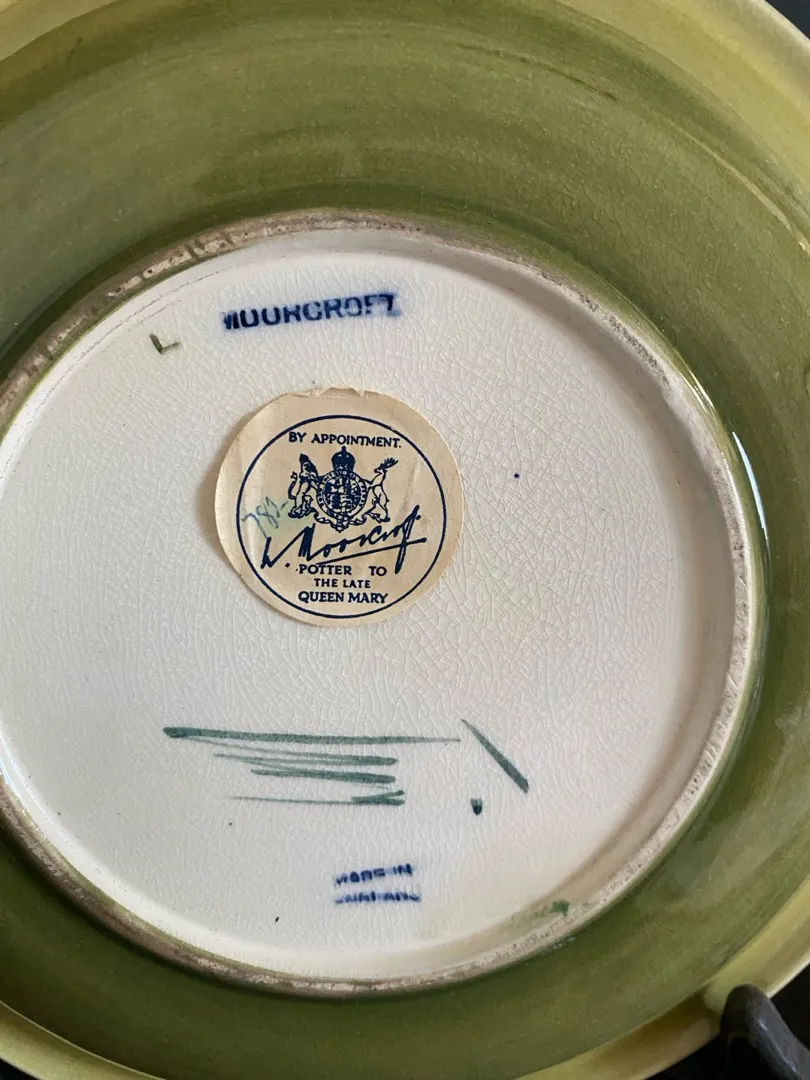 MOORCROFT
L
BY APPOINTMENT.
W. Moorcroft
POTTER TO
THE LATE
QUEEN MARY
MADE IN
ENGLAND